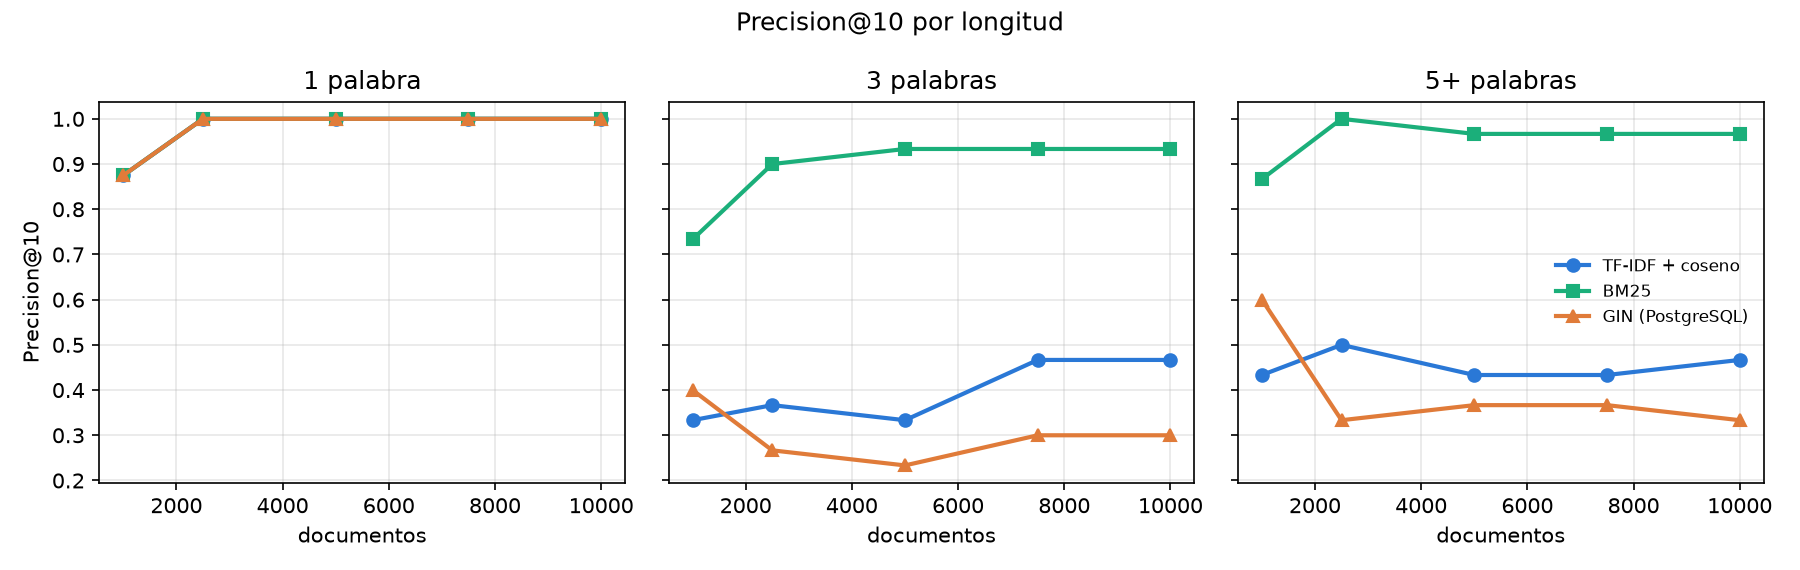 Precision@10 por longitud
1 palabra
3 palabras
5+ palabras
Precision@10
1.0
0.9
0.8
0.7
0.6
0.5
0.4
0.3
0.2
2000 4000 6000 8000 10000
2000 4000 6000 8000 10000
2000 4000 6000 8000 10000
documentos
documentos
documentos
TF-IDF + coseno
BM25
GIN (PostgreSQL)